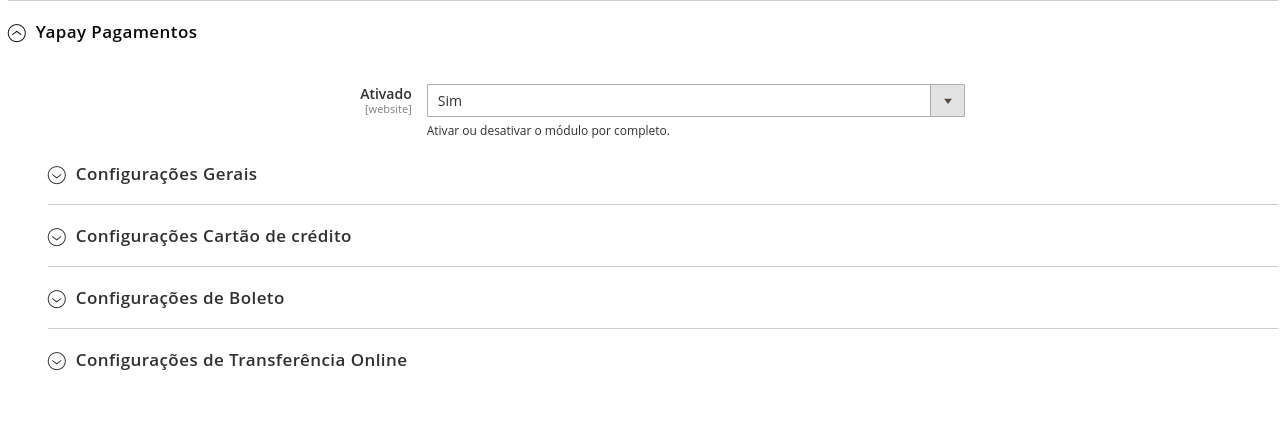 Yapay Pagamentos
Ativado
[website]
Sim
Ativar ou desativar o módulo por completo.
Configurações Gerais
Configurações Cartão de crédito
Configurações de Boleto
Configurações de Transferência Online